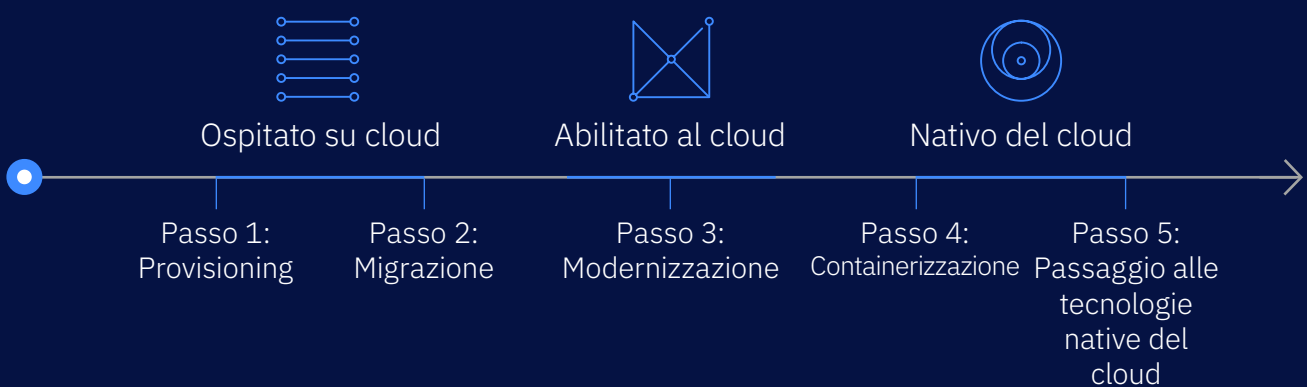 Ospitato su cloud
Abilitato al cloud
Nativo del cloud
Passo 1:
Provisioning
Passo 2:
Migrazione
Passo 3:
Modernizzazione
Passo 4:
Containerizzazione
Passo 5:
Passaggio alle
tecnologie
native del
cloud